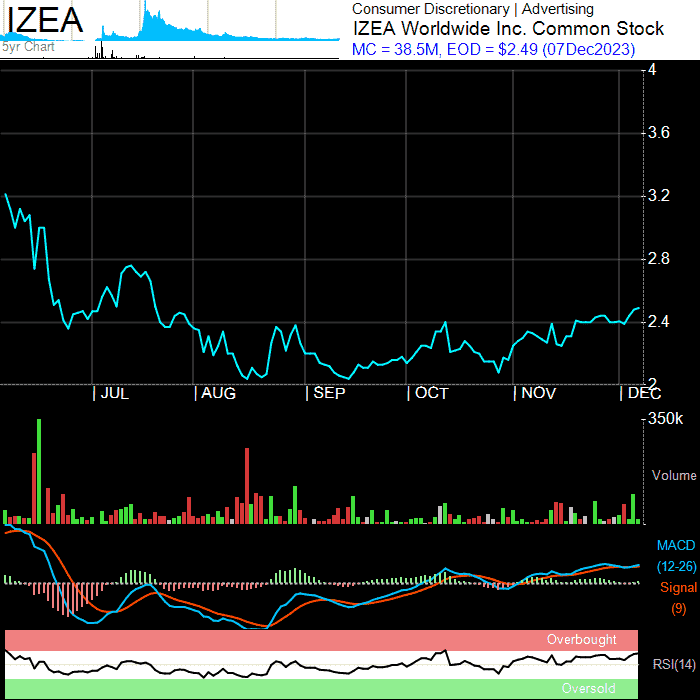 IZEA
5yr Chart
Consumer Discretionary | Advertising
IZEA Worldwide Inc. Common Stock
MC = 38.5M, EOD = $2.49 (07Dec2023)
4
3.6
3.2
2.8
2.4
2
| JUL | AUG | SEP | OCT | NOV | DEC
350k
Volume
MACD
(12-26)
Signal
(9)
Overbought
RSI(14)
Oversold